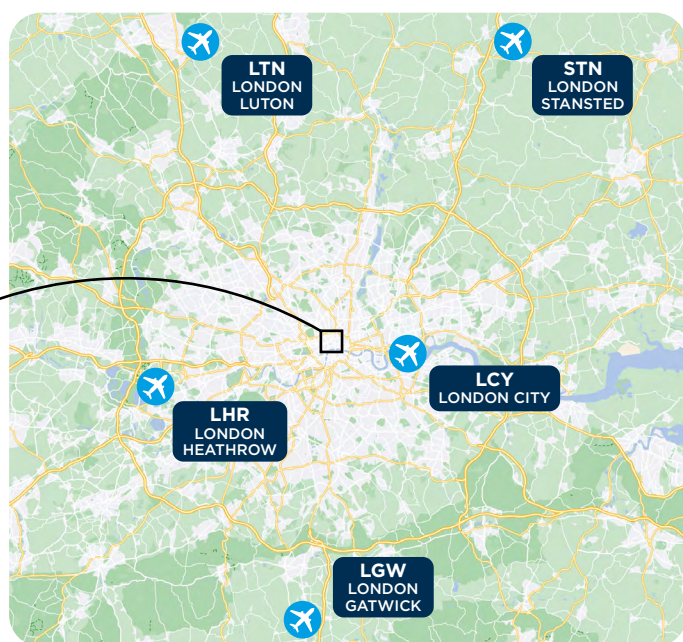 LTN
LONDON
LUTON
STN
LONDON
STANSTED
LCY
LONDON CITY
LHR
LONDON
HEATHROW
LGW
LONDON
GATWICK